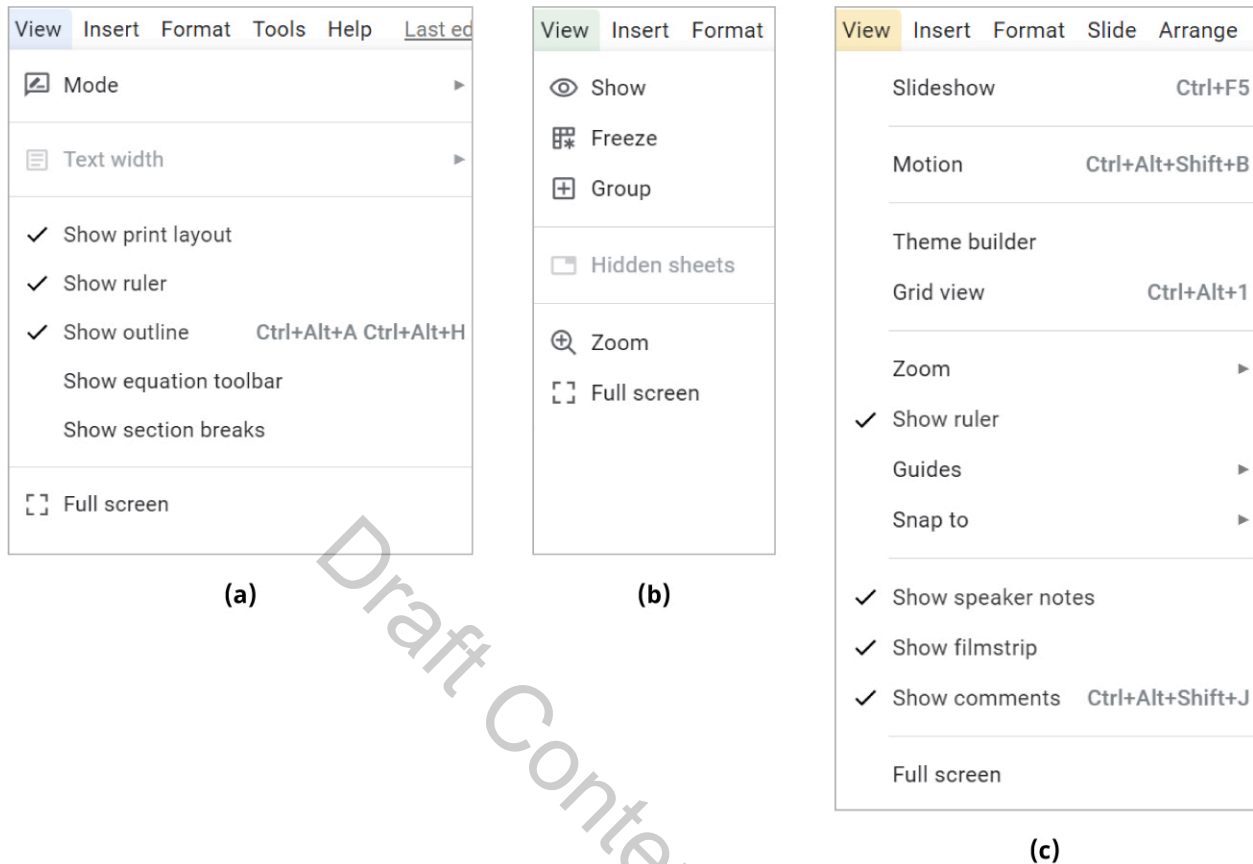 View Insert Format Tools Help Last ed
Mode
Text width
Show print layout
Show ruler
Show outline Ctrl+Alt+A Ctrl+Alt+H
Show equation toolbar
Show section breaks
Full screen
(a)
View Insert Format
Show
Freeze
Group
Hidden sheets
Zoom
Full screen
(b)
View Insert Format Slide Arrange
Slideshow Ctrl+F5
Motion Ctrl+Alt+Shift+B
Theme builder
Grid view Ctrl+Alt+1
Zoom
Show ruler
Guides
Snap to
Show speaker notes
Show filmstrip
Show comments Ctrl+Alt+Shift+J
Full screen
(c)
Draft Conte